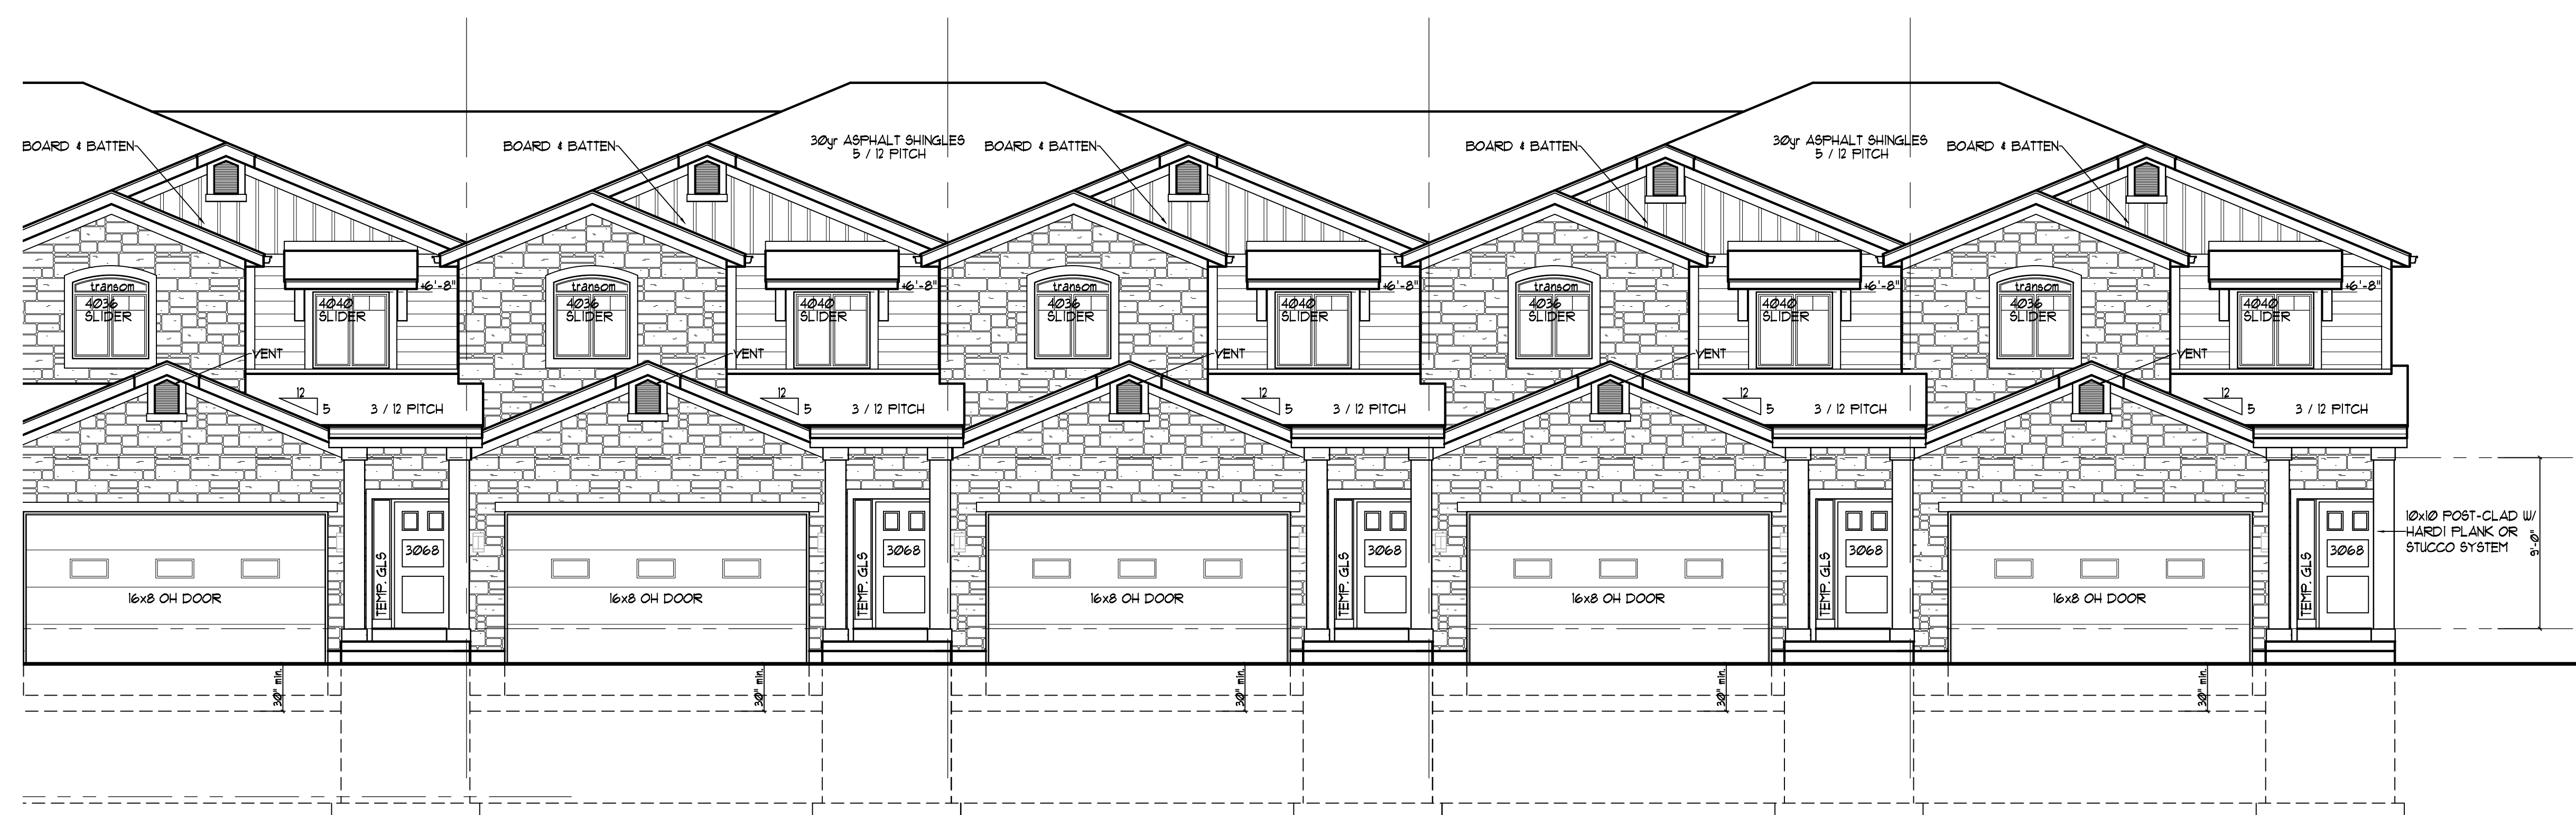 BOARD & BATTEN
BOARD & BATTEN
30yr ASPHALT SHINGLES
5 / 12 PITCH
BOARD & BATTEN
BOARD & BATTEN
30yr ASPHALT SHINGLES
5 / 12 PITCH
BOARD & BATTEN
transom
4036
SLIDER
4040
SLIDER
+6'-8"
transom
4036
SLIDER
4040
SLIDER
+6'-8"
transom
4036
SLIDER
4040
SLIDER
+6'-8"
transom
4036
SLIDER
4040
SLIDER
+6'-8"
transom
4036
SLIDER
4040
SLIDER
+6'-8"
VENT
VENT
VENT
VENT
VENT
12
5
3 / 12 PITCH
12
5
3 / 12 PITCH
12
5
3 / 12 PITCH
12
5
3 / 12 PITCH
12
5
3 / 12 PITCH
16x8 OH DOOR
TEMP. GLS
3068
16x8 OH DOOR
TEMP. GLS
3068
16x8 OH DOOR
TEMP. GLS
3068
16x8 OH DOOR
TEMP. GLS
3068
16x8 OH DOOR
TEMP. GLS
3068
10x10 POST-CLAD W/
HARDI PLANK OR
STUCCO SYSTEM
9'-0"
30" min.
30" min.
30" min.
30" min.
30" min.